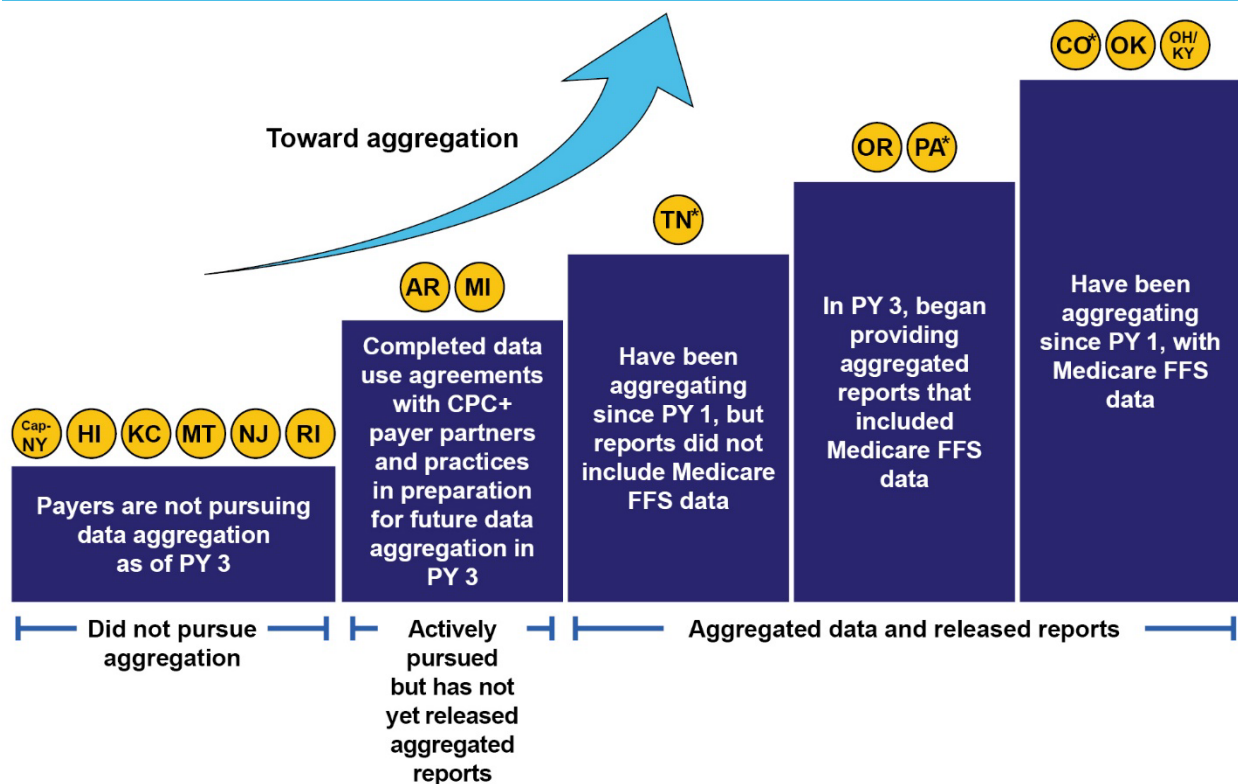 Toward aggregation
Cap-
NY
HI
KC
MT
NJ
RI
Payers are not pursuing
data aggregation
as of PY 3
AR
MI
Completed data
use agreements
with CPC+
payer partners
and practices
in preparation
for future data
aggregation in
PY 3
TN*
Have been
aggregating
since PY 1, but
reports did not
include Medicare
FFS data
OR
PA*
In PY 3, began
providing
aggregated
reports that
included
Medicare FFS
data
CO*
OK
OH/
KY
Have been
aggregating
since PY 1, with
Medicare FFS
data
Did not pursue
aggregation
Actively
pursued
but has not
yet released
aggregated
reports
Aggregated data and released reports